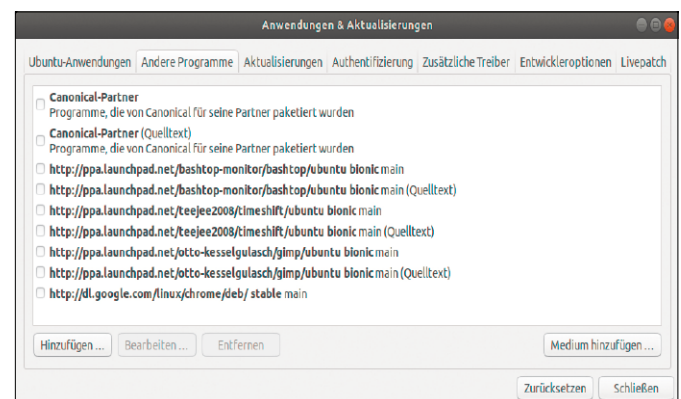 Anwendungen & Aktualisierungen
Ubuntu-Anwendungen Andere Programme Aktualisierungen Authentifizierung Zusätzliche Treiber Entwickleroptionen Livepatch
Canonical-Partner
Programme, die von Canonical für seine Partner paketiert wurden
Canonical-Partner (Quelltext)
Programme, die von Canonical für seine Partner paketiert wurden
http://ppa.launchpad.net/bashtop-monitor/bashtop/ubuntu bionic main
http://ppa.launchpad.net/bashtop-monitor/bashtop/ubuntu bionic main (Quelltext)
http://ppa.launchpad.net/teejee2008/timeshift/ubuntu bionic main
http://ppa.launchpad.net/teejee2008/timeshift/ubuntu bionic main (Quelltext)
http://ppa.launchpad.net/otto-kesselgulasch/gimp/ubuntu bionic main
http://ppa.launchpad.net/otto-kesselgulasch/gimp/ubuntu bionic main (Quelltext)
http://dl.google.com/linux/chrome/deb/ stable main
Hinzufügen ... Bearbeiten ... Entfernen Medium hinzufügen ...
Zurücksetzen Schließen